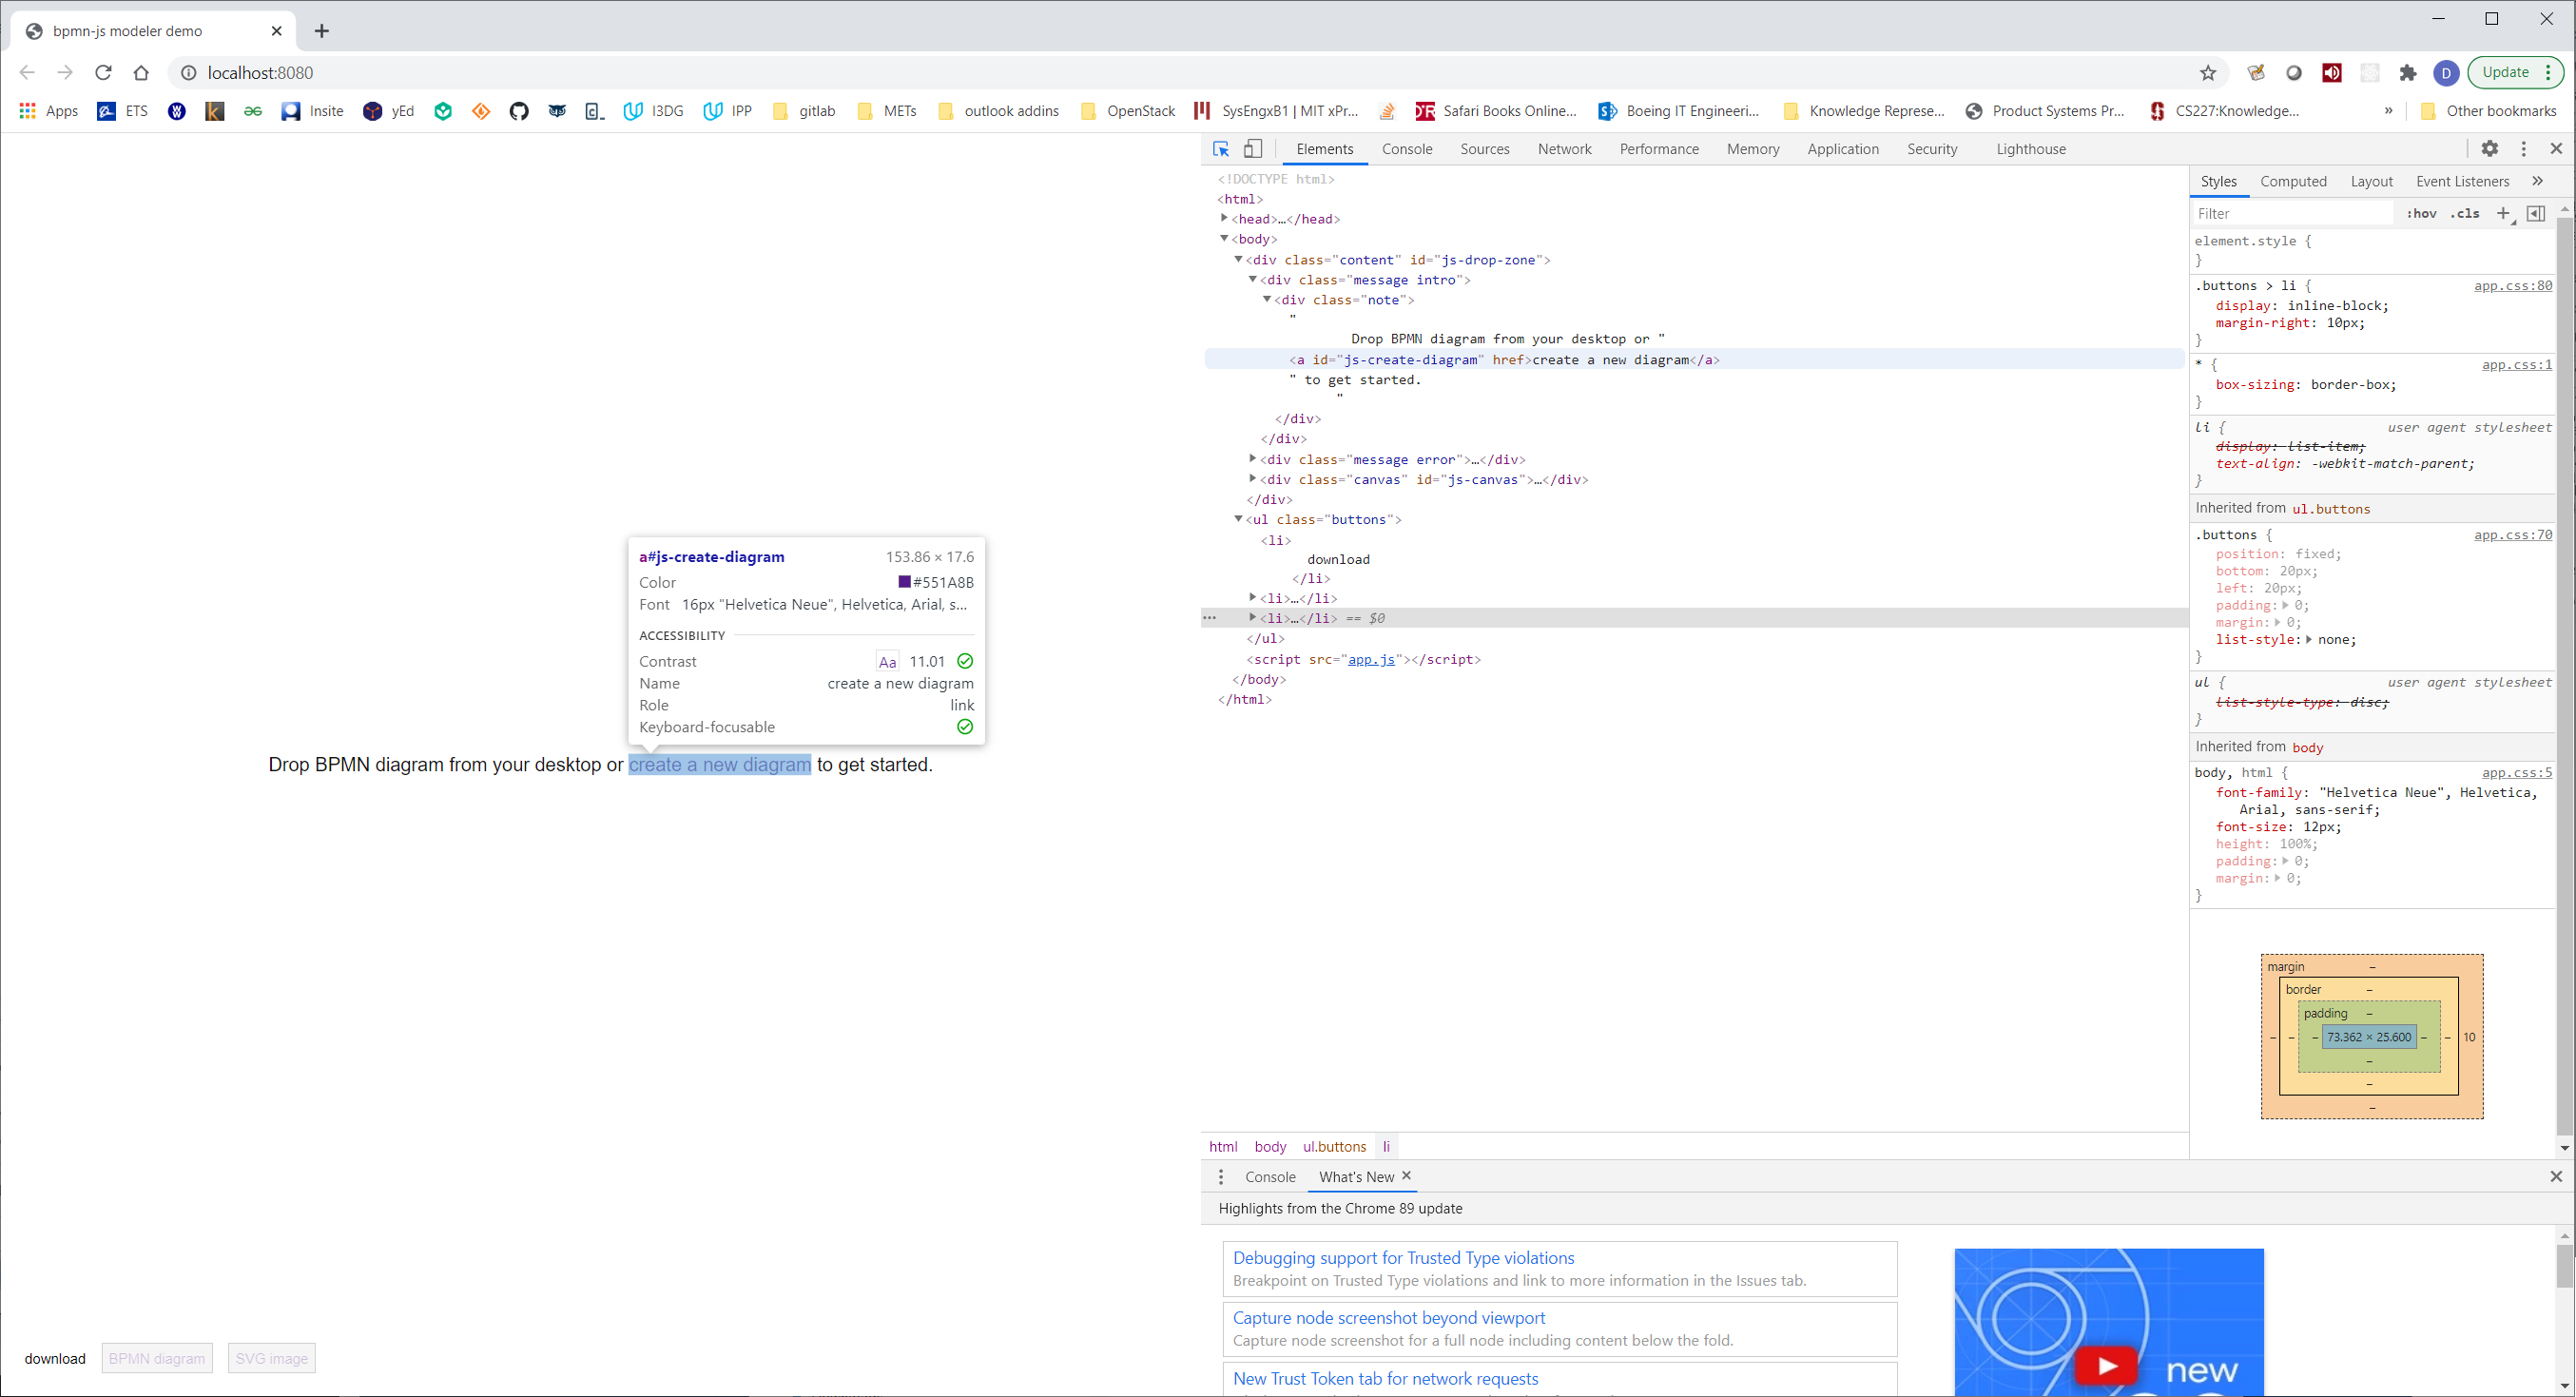 bpmn-js modeler demo
localhost:8080
D
Update
Apps
ETS
Insite
yEd
I3DG
IPP
gitlab
METs
outlook addins
OpenStack
SysEngxB1 | MIT xPr...
Safari Books Online...
Boeing IT Engineeri...
Knowledge Represe...
Product Systems Pr...
CS227:Knowledge...
»
Other bookmarks
Drop BPMN diagram from your desktop or create a new diagram to get started.
a#js-create-diagram 153.86 × 17.6
Color #551A8B
Font 16px "Helvetica Neue", Helvetica, Arial, s...
ACCESSIBILITY
Contrast Aa 11.01
Name create a new diagram
Role link
Keyboard-focusable
download BPMN diagram SVG image
Elements Console Sources Network Performance Memory Application Security Lighthouse
<!DOCTYPE html>
<html>
<head>…</head>
<body>
<div class="content" id="js-drop-zone">
<div class="message intro">
<div class="note">
"
Drop BPMN diagram from your desktop or "
<a id="js-create-diagram" href>create a new diagram</a>
" to get started.
"
</div>
</div>
<div class="message error">…</div>
<div class="canvas" id="js-canvas">…</div>
</div>
<ul class="buttons">
<li>
download
</li>
<li>…</li>
<li>…</li> == $0
</ul>
<script src="app.js"></script>
</body>
</html>
html body ul.buttons li
Styles Computed Layout Event Listeners »
Filter :hov .cls +
element.style {
}
.buttons > li { app.css:80
display: inline-block;
margin-right: 10px;
}
* { app.css:1
box-sizing: border-box;
}
li { user agent stylesheet
display: list-item;
text-align: -webkit-match-parent;
}
Inherited from ul.buttons
.buttons { app.css:70
position: fixed;
bottom: 20px;
left: 20px;
padding: 0;
margin: 0;
list-style: none;
}
ul { user agent stylesheet
list-style-type: disc;
}
Inherited from body
body, html { app.css:5
font-family: "Helvetica Neue", Helvetica,
Arial, sans-serif;
font-size: 12px;
height: 100%;
padding: 0;
margin: 0;
}
margin –
border –
padding –
– – – 73.362 × 25.600 – – 10
–
–
–
Console What's New
Highlights from the Chrome 89 update
Debugging support for Trusted Type violations
Breakpoint on Trusted Type violations and link to more information in the Issues tab.
Capture node screenshot beyond viewport
Capture node screenshot for a full node including content below the fold.
New Trust Token tab for network requests
new